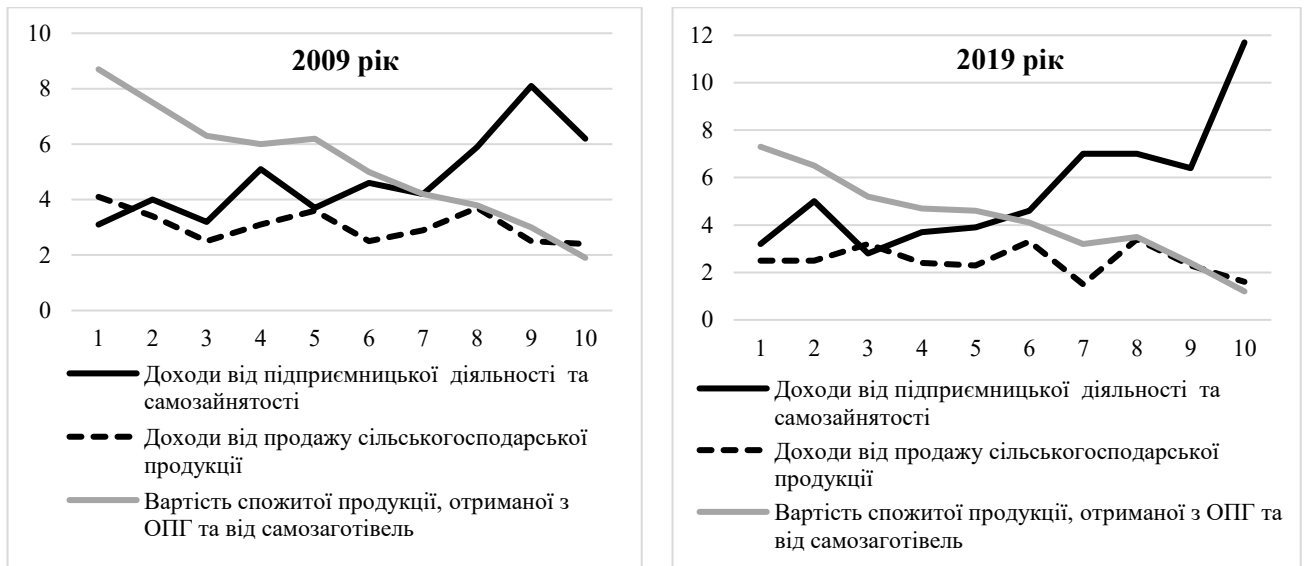 2009 рік
10
8
6
4
2
0
1 2 3 4 5 6 7 8 9 10
Доходи від підприємницької діяльності та
самозайнятості
Доходи від продажу сільськогосподарської
продукції
Вартість спожитої продукції, отриманої з
ОПГ та від самозаготівель
2019 рік
12
10
8
6
4
2
0
1 2 3 4 5 6 7 8 9 10
Доходи від підприємницької діяльності та
самозайнятості
Доходи від продажу сільськогосподарської
продукції
Вартість спожитої продукції, отриманої з ОПГ та
від самозаготівель